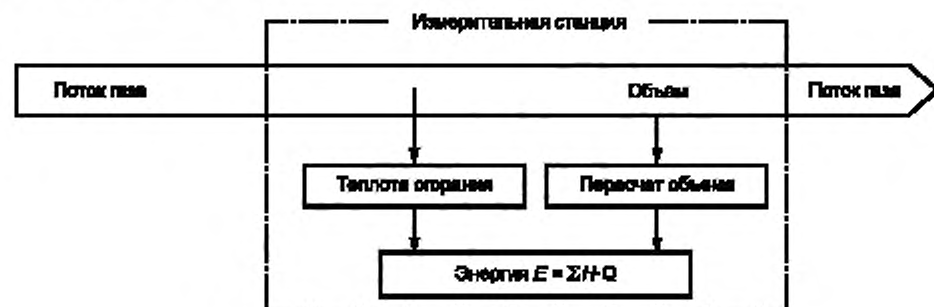 Измерительная станция
Поток газа Объем Поток газа
Теплота сгорания Пересчет объема
Энергия E = ΣH·Q